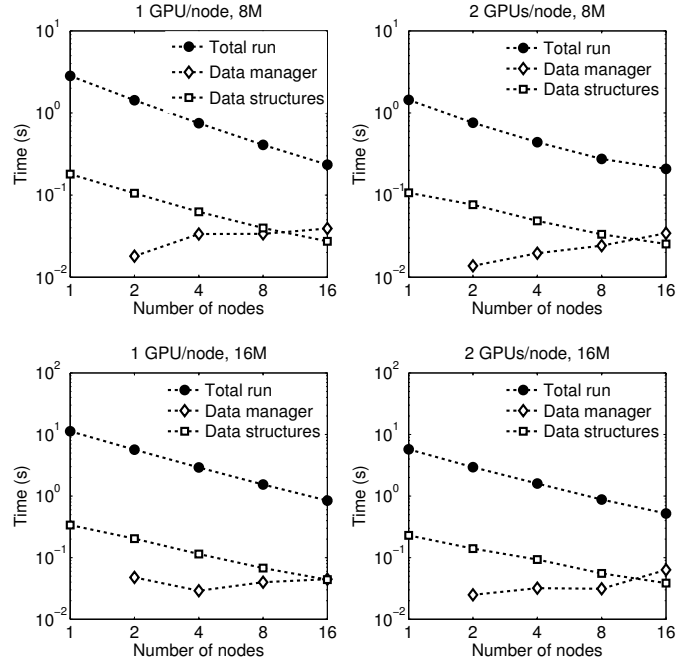 1 GPU/node, 8M
10^1
10^0
10^−1
10^−2
Time (s)
Total run
Data manager
Data structures
1 2 4 8 16
Number of nodes
2 GPUs/node, 8M
10^1
10^0
10^−1
10^−2
Time (s)
Total run
Data manager
Data structures
1 2 4 8 16
Number of nodes
1 GPU/node, 16M
10^2
10^1
10^0
10^−1
10^−2
Time (s)
Total run
Data manager
Data structures
1 2 4 8 16
Number of nodes
2 GPUs/node, 16M
10^2
10^1
10^0
10^−1
10^−2
Time (s)
Total run
Data manager
Data structures
1 2 4 8 16
Number of nodes